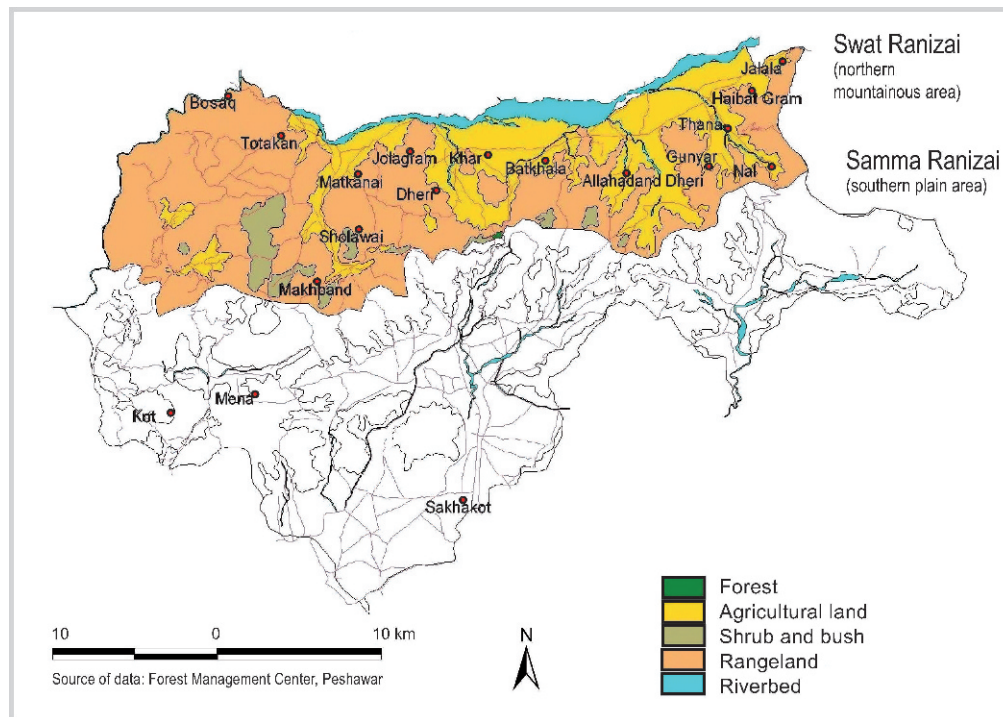 Swat Ranizai
(northern
mountainous area)
Jalala
Bosaq
Haibat Gram
Thana
Totakan
Jolagram
Khar
Batkhala
Gunyar
Samma Ranizai
(southern plain area)
Matkanai
Allahadand Dheri
Nal
Dheri
Sholawai
Makhband
Mena
Kot
Sakhakot
Forest
Agricultural land
Shrub and bush
Rangeland
Riverbed
10 0 10 km
N
Source of data: Forest Management Center, Peshawar